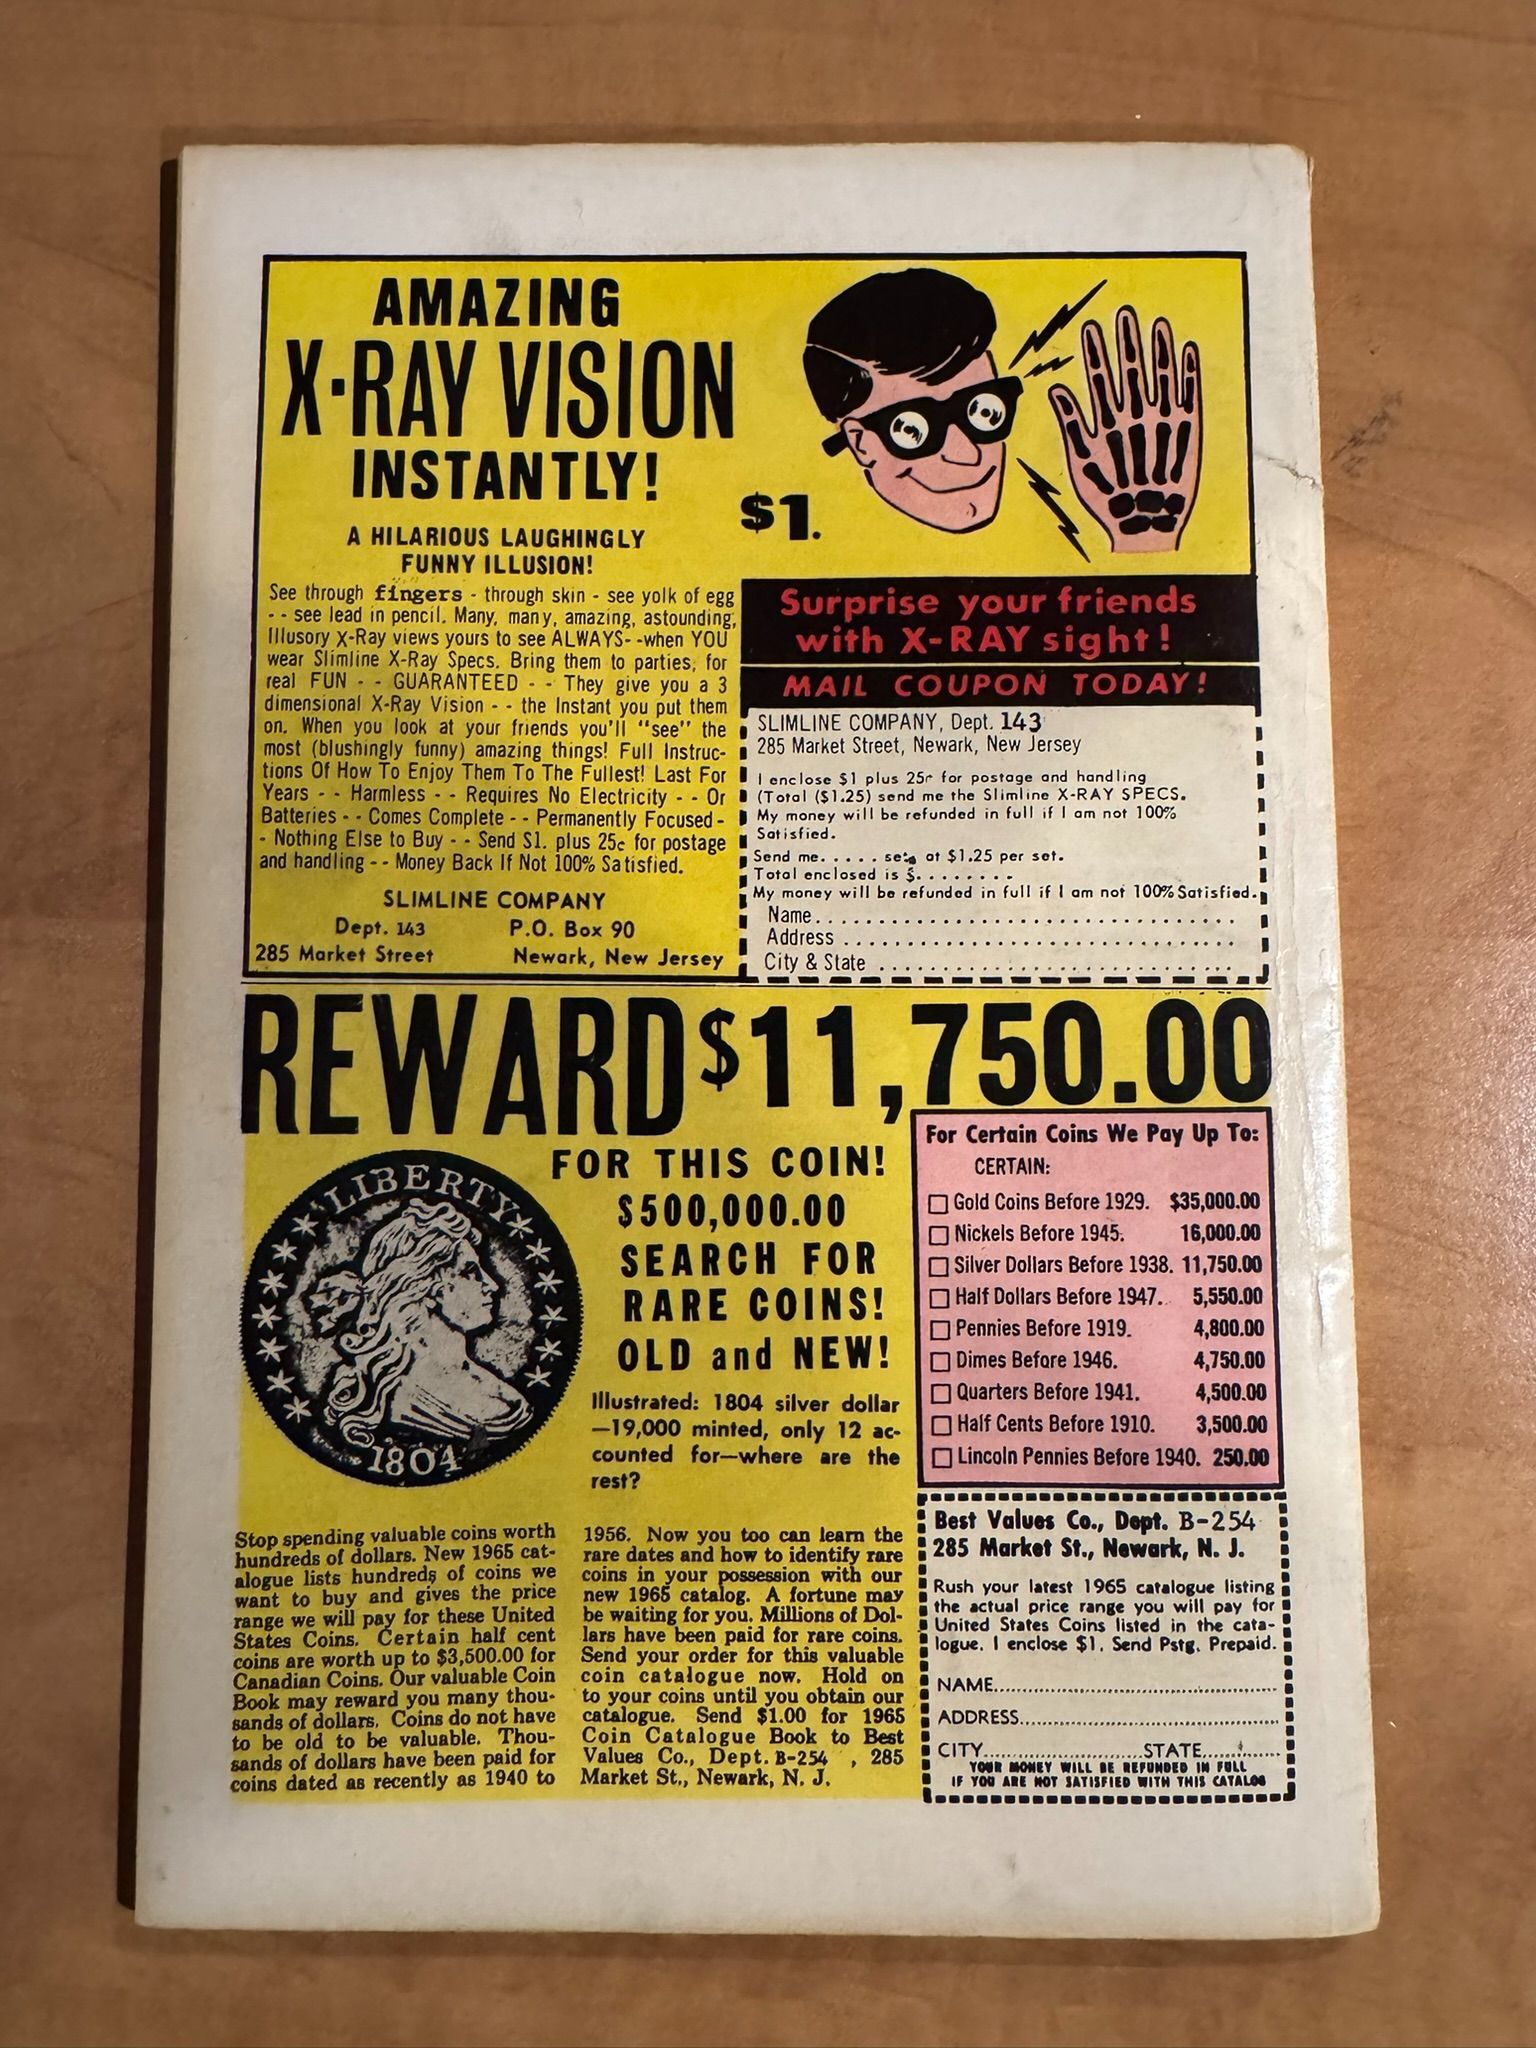 AMAZING
X-RAY VISION
INSTANTLY!
A HILARIOUS LAUGHINGLY
FUNNY ILLUSION!
See through fingers - through skin - see yolk of egg
- - see lead in pencil. Many, many, amazing, astounding,
Illusory X-Ray views yours to see ALWAYS- -when YOU
wear Slimline X-Ray Specs. Bring them to parties, for
real FUN - - GUARANTEED - - They give you a 3
dimensional X-Ray Vision - - the Instant you put them
on. When you look at your friends you'll "see" the
most (blushingly funny) amazing things! Full Instruc-
tions Of How To Enjoy Them To The Fullest! Last For
Years - - Harmless - - Requires No Electricity - - Or
Batteries - - Comes Complete - - Permanently Focused -
- Nothing Else to Buy - - Send $1. plus 25c for postage
and handling - - Money Back If Not 100% Satisfied.
SLIMLINE COMPANY
Dept. 143 P.O. Box 90
285 Market Street Newark, New Jersey
$1.
Surprise your friends
with X-RAY sight!
MAIL COUPON TODAY!
SLIMLINE COMPANY, Dept. 143
285 Market Street, Newark, New Jersey
I enclose $1 plus 25c for postage and handling
(Total ($1.25) send me the Slimline X-RAY SPECS.
My money will be refunded in full if I am not 100%
Satisfied.
Send me..... sets at $1.25 per set.
Total enclosed is $........
My money will be refunded in full if I am not 100% Satisfied.
Name..............................
Address ............................
City & State .........................
REWARD $11,750.00
FOR THIS COIN!
$500,000.00
SEARCH FOR
RARE COINS!
OLD and NEW!
LIBERTY
1804
Illustrated: 1804 silver dollar
—19,000 minted, only 12 ac-
counted for—where are the
rest?
Stop spending valuable coins worth
hundreds of dollars. New 1965 cat-
alogue lists hundreds of coins we
want to buy and gives the price
range we will pay for these United
States Coins. Certain half cent
coins are worth up to $3,500.00 for
Canadian Coins. Our valuable Coin
Book may reward you many thou-
sands of dollars. Coins do not have
to be old to be valuable. Thou-
sands of dollars have been paid for
coins dated as recently as 1940 to
1956. Now you too can learn the
rare dates and how to identify rare
coins in your possession with our
new 1965 catalog. A fortune may
be waiting for you. Millions of Dol-
lars have been paid for rare coins.
Send your order for this valuable
coin catalogue now. Hold on
to your coins until you obtain our
catalogue. Send $1.00 for 1965
Coin Catalogue Book to Best
Values Co., Dept. B-254 , 285
Market St., Newark, N. J.
For Certain Coins We Pay Up To:
CERTAIN:
Gold Coins Before 1929. $35,000.00
Nickels Before 1945. 16,000.00
Silver Dollars Before 1938. 11,750.00
Half Dollars Before 1947. 5,550.00
Pennies Before 1919. 4,800.00
Dimes Before 1946. 4,750.00
Quarters Before 1941. 4,500.00
Half Cents Before 1910. 3,500.00
Lincoln Pennies Before 1940. 250.00
Best Values Co., Dept. B-254
285 Market St., Newark, N. J.
Rush your latest 1965 catalogue listing
the actual price range you will pay for
United States Coins listed in the cata-
logue. I enclose $1. Send Pstg. Prepaid.
NAME..............................
ADDRESS...........................
CITY....................STATE..........
YOUR MONEY WILL BE REFUNDED IN FULL
IF YOU ARE NOT SATISFIED WITH THIS CATALOG